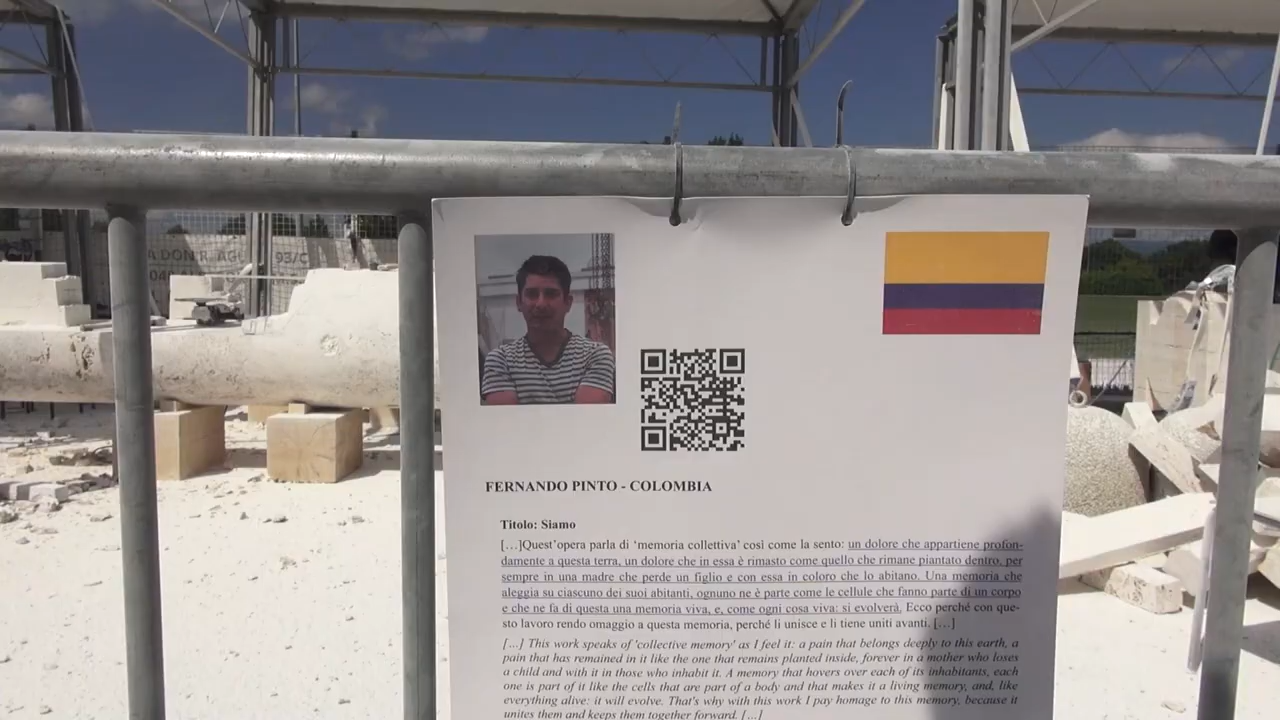 A DON R. AGU 93/C
FERNANDO PINTO - COLOMBIA
Titolo: Siamo
[…]Quest'opera parla di 'memoria collettiva' così come la sento: un dolore che appartiene profon-
damente a questa terra, un dolore che in essa è rimasto come quello che rimane piantato dentro, per
sempre in una madre che perde un figlio e con essa in coloro che lo abitano. Una memoria che
aleggia su ciascuno dei suoi abitanti, ognuno ne è parte come le cellule che fanno parte di un corpo
e che ne fa di questa una memoria viva, e, come ogni cosa viva: si evolverà. Ecco perché con que-
sto lavoro rendo omaggio a questa memoria, perché li unisce e li tiene uniti avanti. […]
[…] This work speaks of 'collective memory' as I feel it: a pain that belongs deeply to this earth, a
pain that has remained in it like the one that remains planted inside, forever in a mother who loses
a child and with it in those who inhabit it. A memory that hovers over each of its inhabitants, each
one is part of it like the cells that are part of a body and that makes it a living memory, and, like
everything alive: it will evolve. That's why with this work I pay homage to this memory, because it
unites them and keeps them together forward. […]